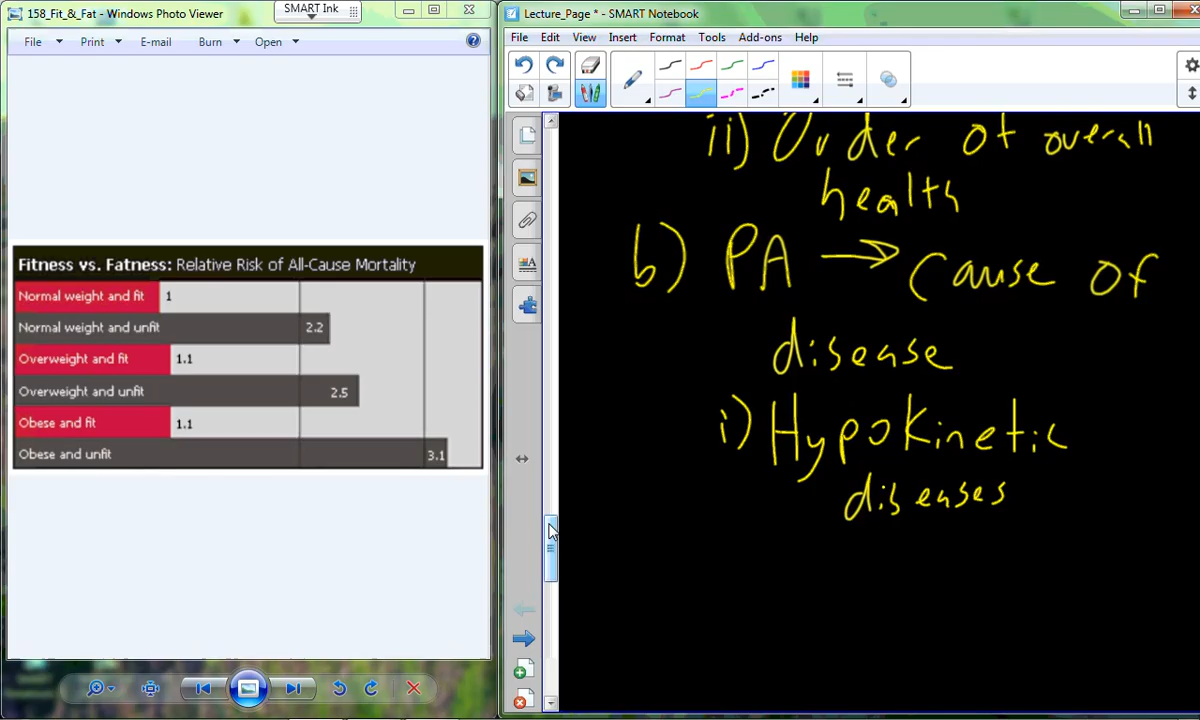 158_Fit_&_Fat - Windows Photo Viewer
SMART Ink
File Print E-mail Burn Open
Fitness vs. Fatness: Relative Risk of All-Cause Mortality
Normal weight and fit 1
Normal weight and unfit 2.2
Overweight and fit 1.1
Overweight and unfit 2.5
Obese and fit 1.1
Obese and unfit 3.1
Lecture_Page * - SMART Notebook
File Edit View Insert Format Tools Add-ons Help
ii) Order of overall
health
b) PA → Cause of
disease
i) Hypokinetic
diseases